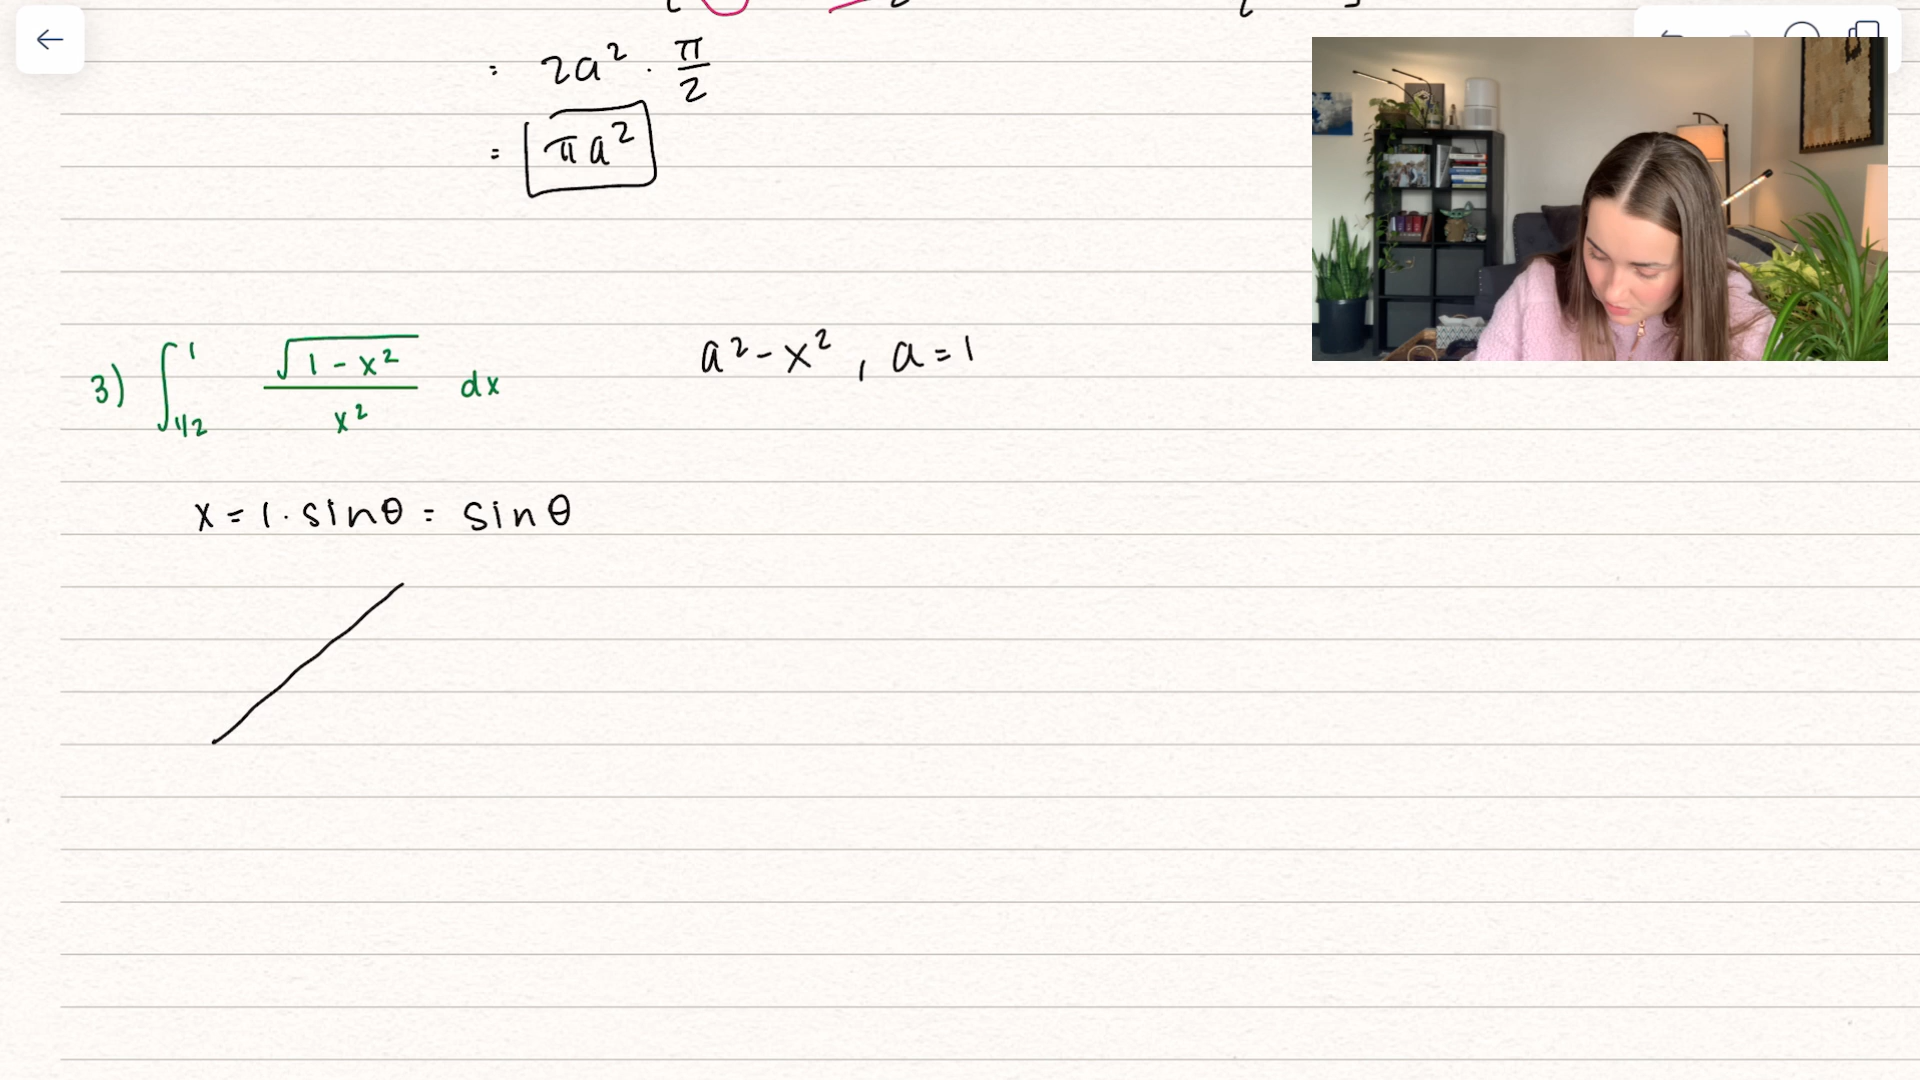 = 2a² · π/2
= πa²
3) ∫_{1/2}^{1} √(1 - x²) / x² dx
a² - x² , a = 1
x = 1 · sinθ = sinθ